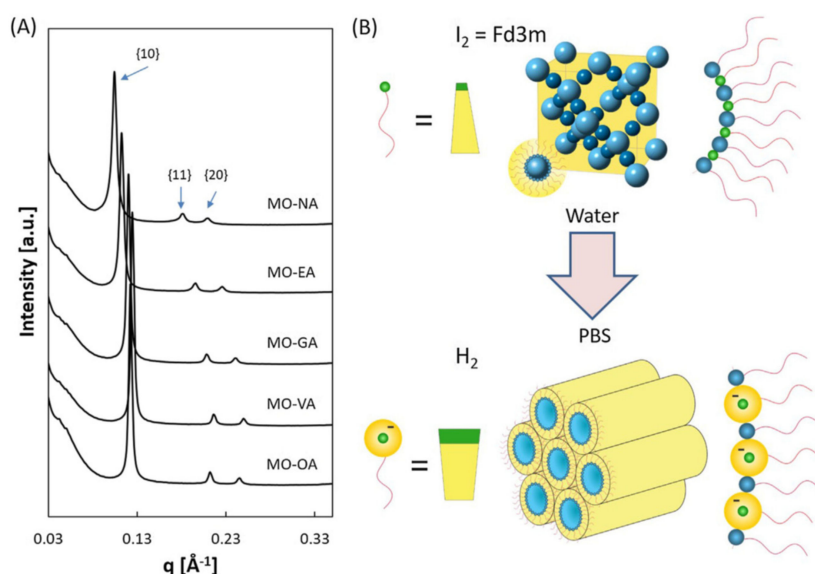 (A)
{10}
{11}
{20}
MO-NA
MO-EA
MO-GA
MO-VA
MO-OA
Intensity [a.u.]
0.03
0.13
0.23
0.33
q [Å⁻¹]
(B)
I₂ = Fd3m
=
Water
PBS
H₂
=
-
-
-
-